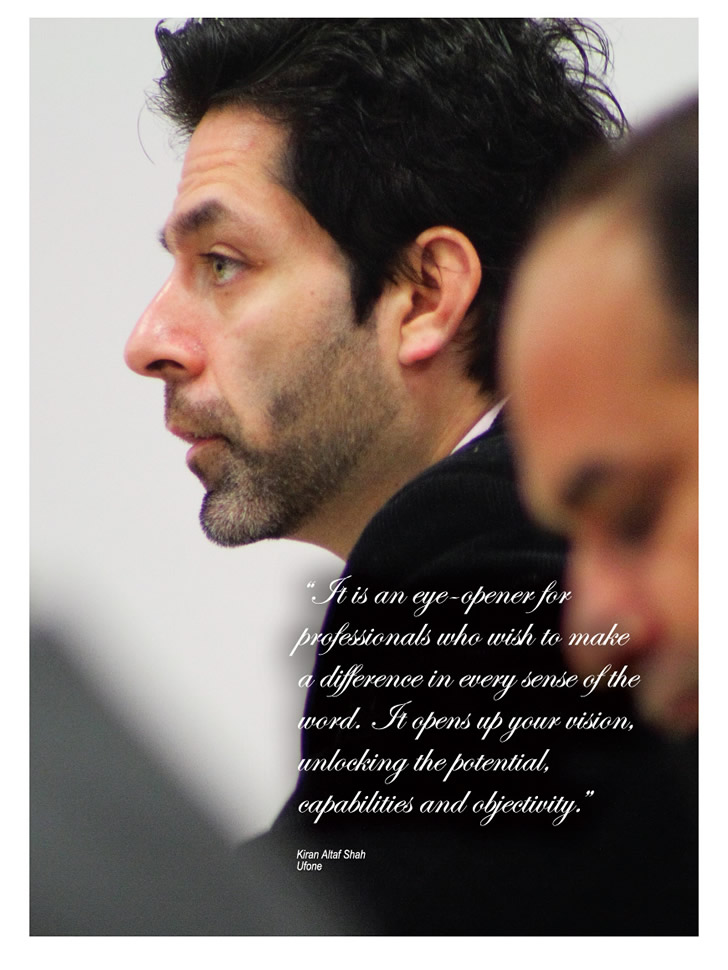 “It is an eye-opener for
professionals who wish to make
a difference in every sense of the
word. It opens up your vision,
unlocking the potential,
capabilities and objectivity.”
Kiran Altaf Shah
Ufone